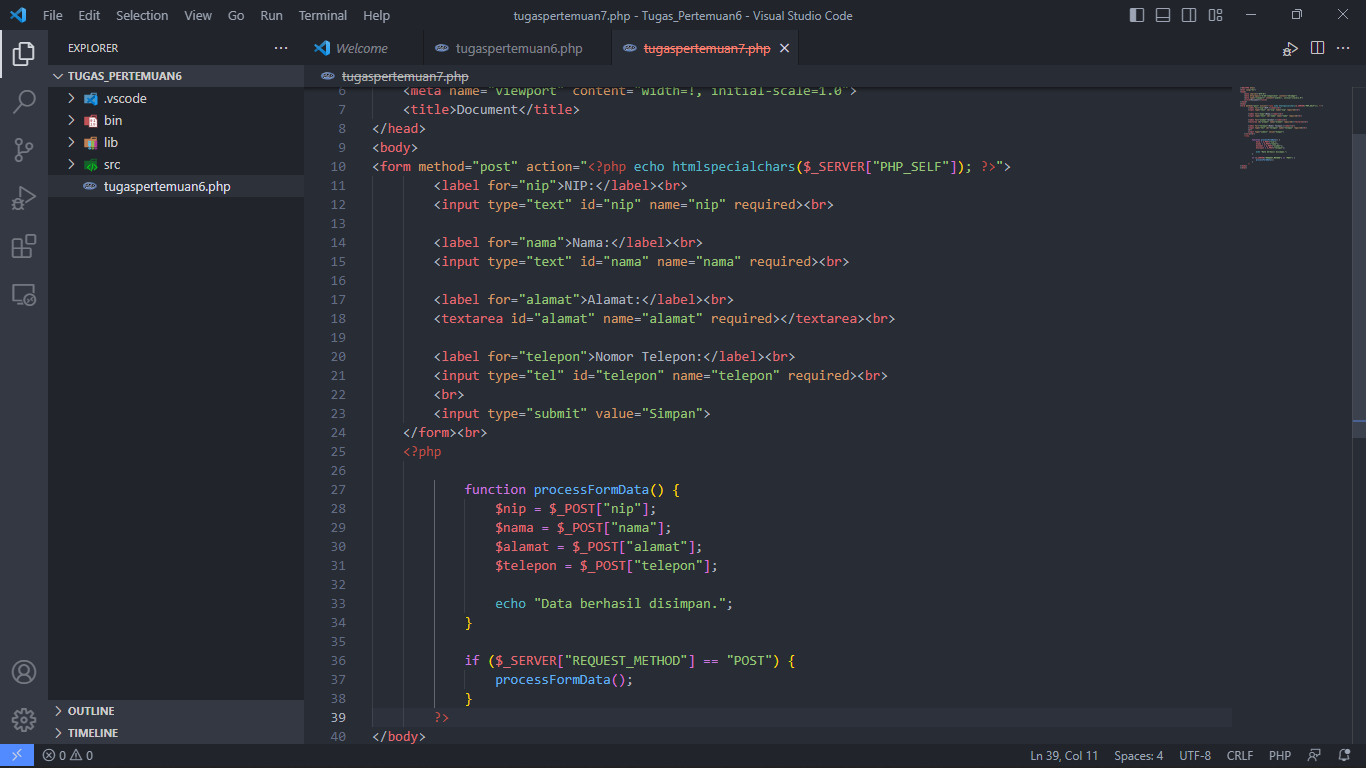 File Edit Selection View Go Run Terminal Help
tugaspertemuan7.php - Tugas_Pertemuan6 - Visual Studio Code
EXPLORER
TUGAS_PERTEMUAN6
.vscode
bin
lib
src
tugaspertemuan6.php
OUTLINE
TIMELINE
Welcome
tugaspertemuan6.php
tugaspertemuan7.php
tugaspertemuan7.php
6 <meta name="viewport" content="width=!, initial-scale=1.0">
7 <title>Document</title>
8 </head>
9 <body>
10 <form method="post" action="<?php echo htmlspecialchars($_SERVER["PHP_SELF"]); ?>">
11 <label for="nip">NIP:</label><br>
12 <input type="text" id="nip" name="nip" required><br>
13
14 <label for="nama">Nama:</label><br>
15 <input type="text" id="nama" name="nama" required><br>
16
17 <label for="alamat">Alamat:</label><br>
18 <textarea id="alamat" name="alamat" required></textarea><br>
19
20 <label for="telepon">Nomor Telepon:</label><br>
21 <input type="tel" id="telepon" name="telepon" required><br>
22 <br>
23 <input type="submit" value="Simpan">
24 </form><br>
25 <?php
26
27 function processFormData() {
28 $nip = $_POST["nip"];
29 $nama = $_POST["nama"];
30 $alamat = $_POST["alamat"];
31 $telepon = $_POST["telepon"];
32
33 echo "Data berhasil disimpan.";
34 }
35
36 if ($_SERVER["REQUEST_METHOD"] == "POST") {
37 processFormData();
38 }
39 ?>
40 </body>
0 0
Ln 39, Col 11 Spaces: 4 UTF-8 CRLF PHP